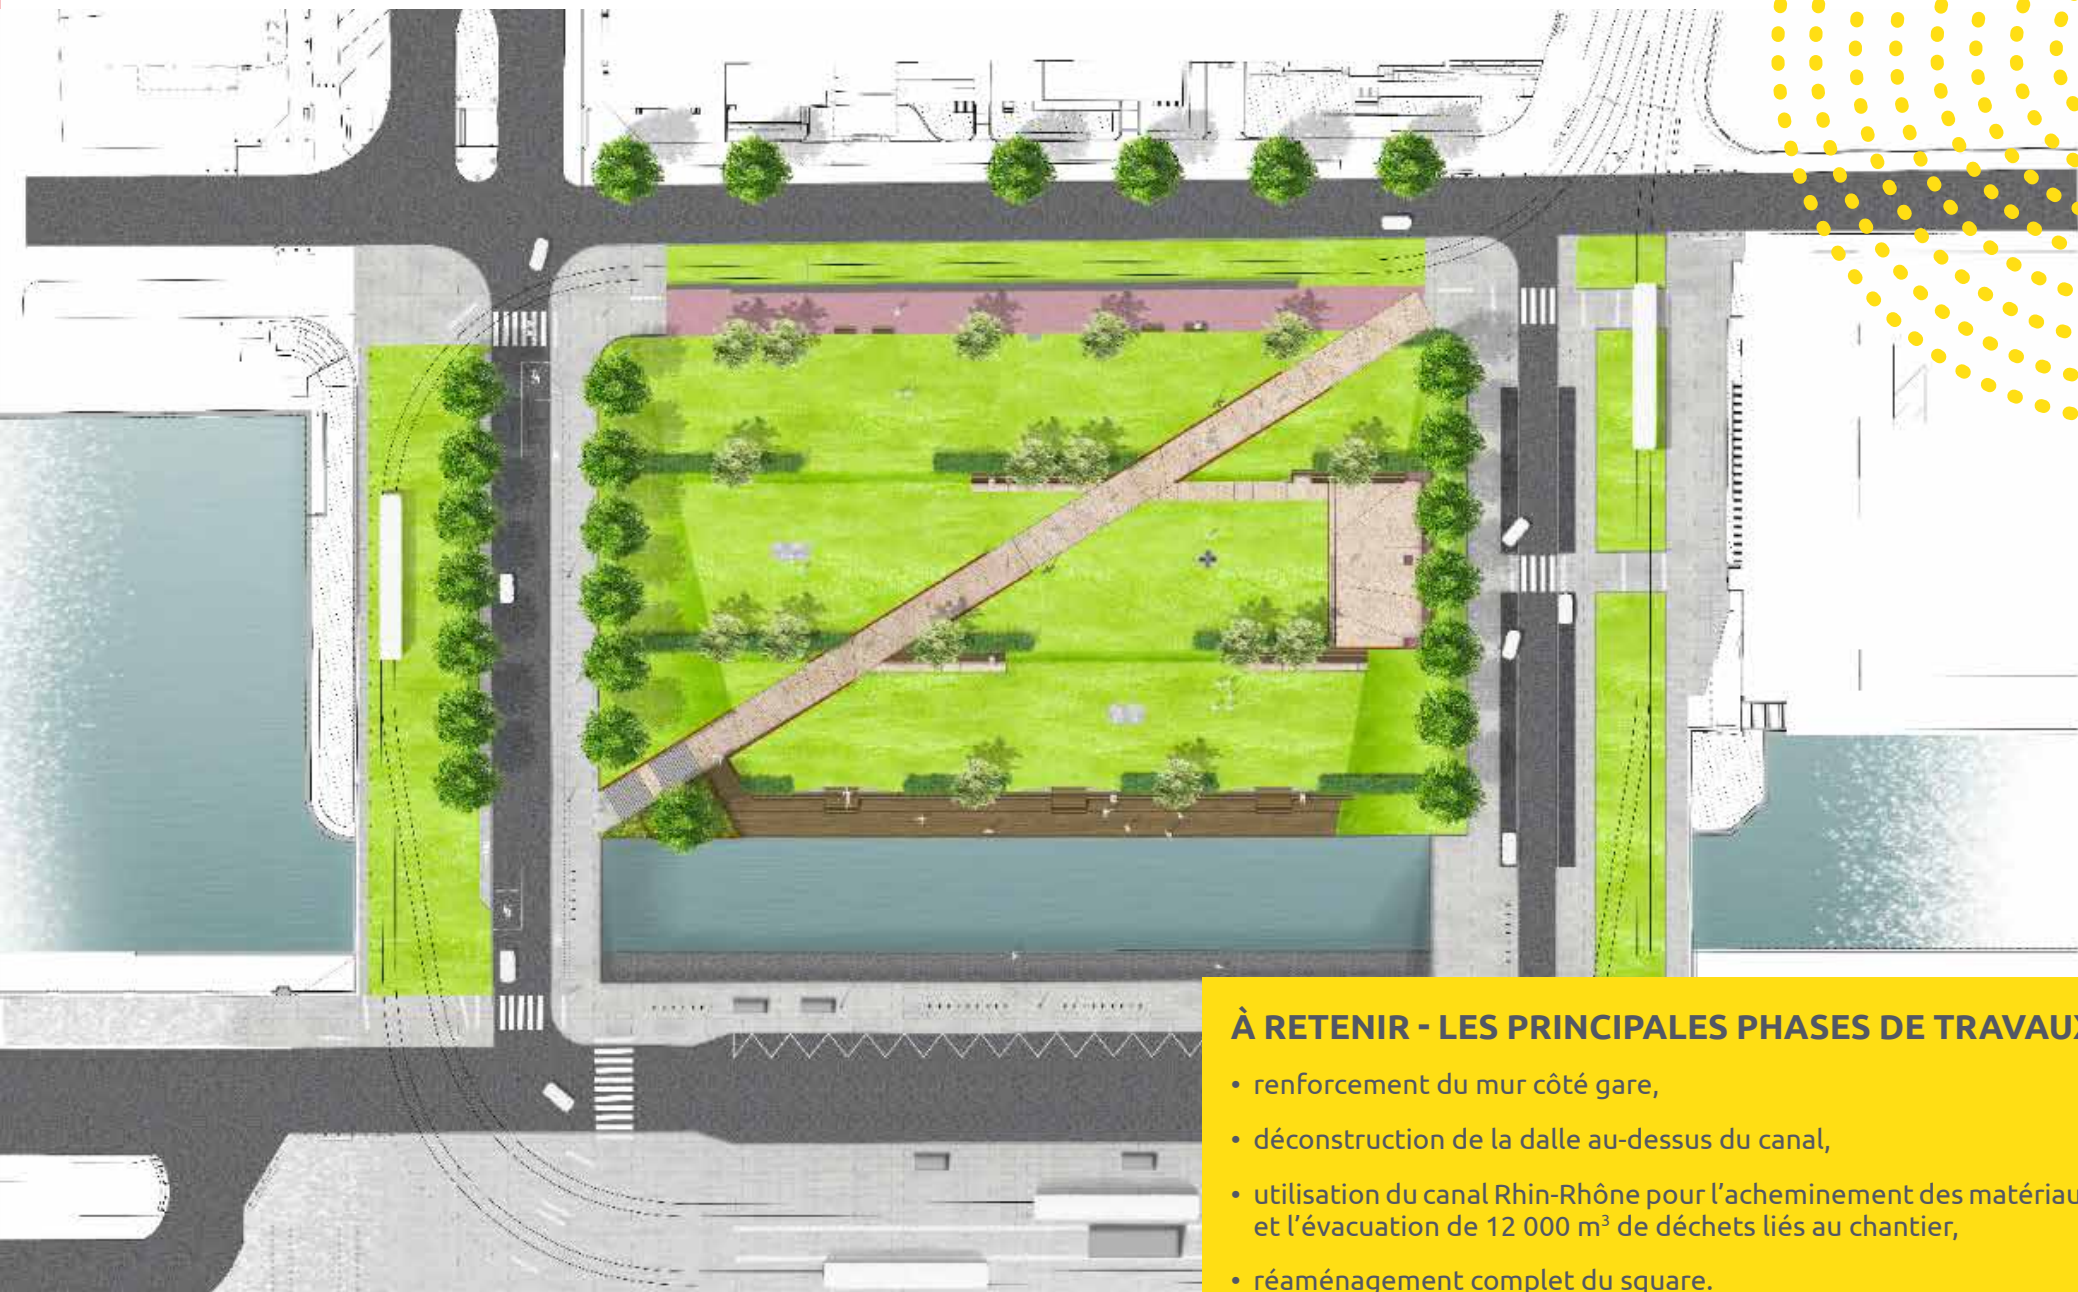 À RETENIR - LES PRINCIPALES PHASES DE TRAVAUX
• renforcement du mur côté gare,
• déconstruction de la dalle au-dessus du canal,
• utilisation du canal Rhin-Rhône pour l’acheminement des matériau
et l’évacuation de 12 000 m³ de déchets liés au chantier,
• réaménagement complet du square.